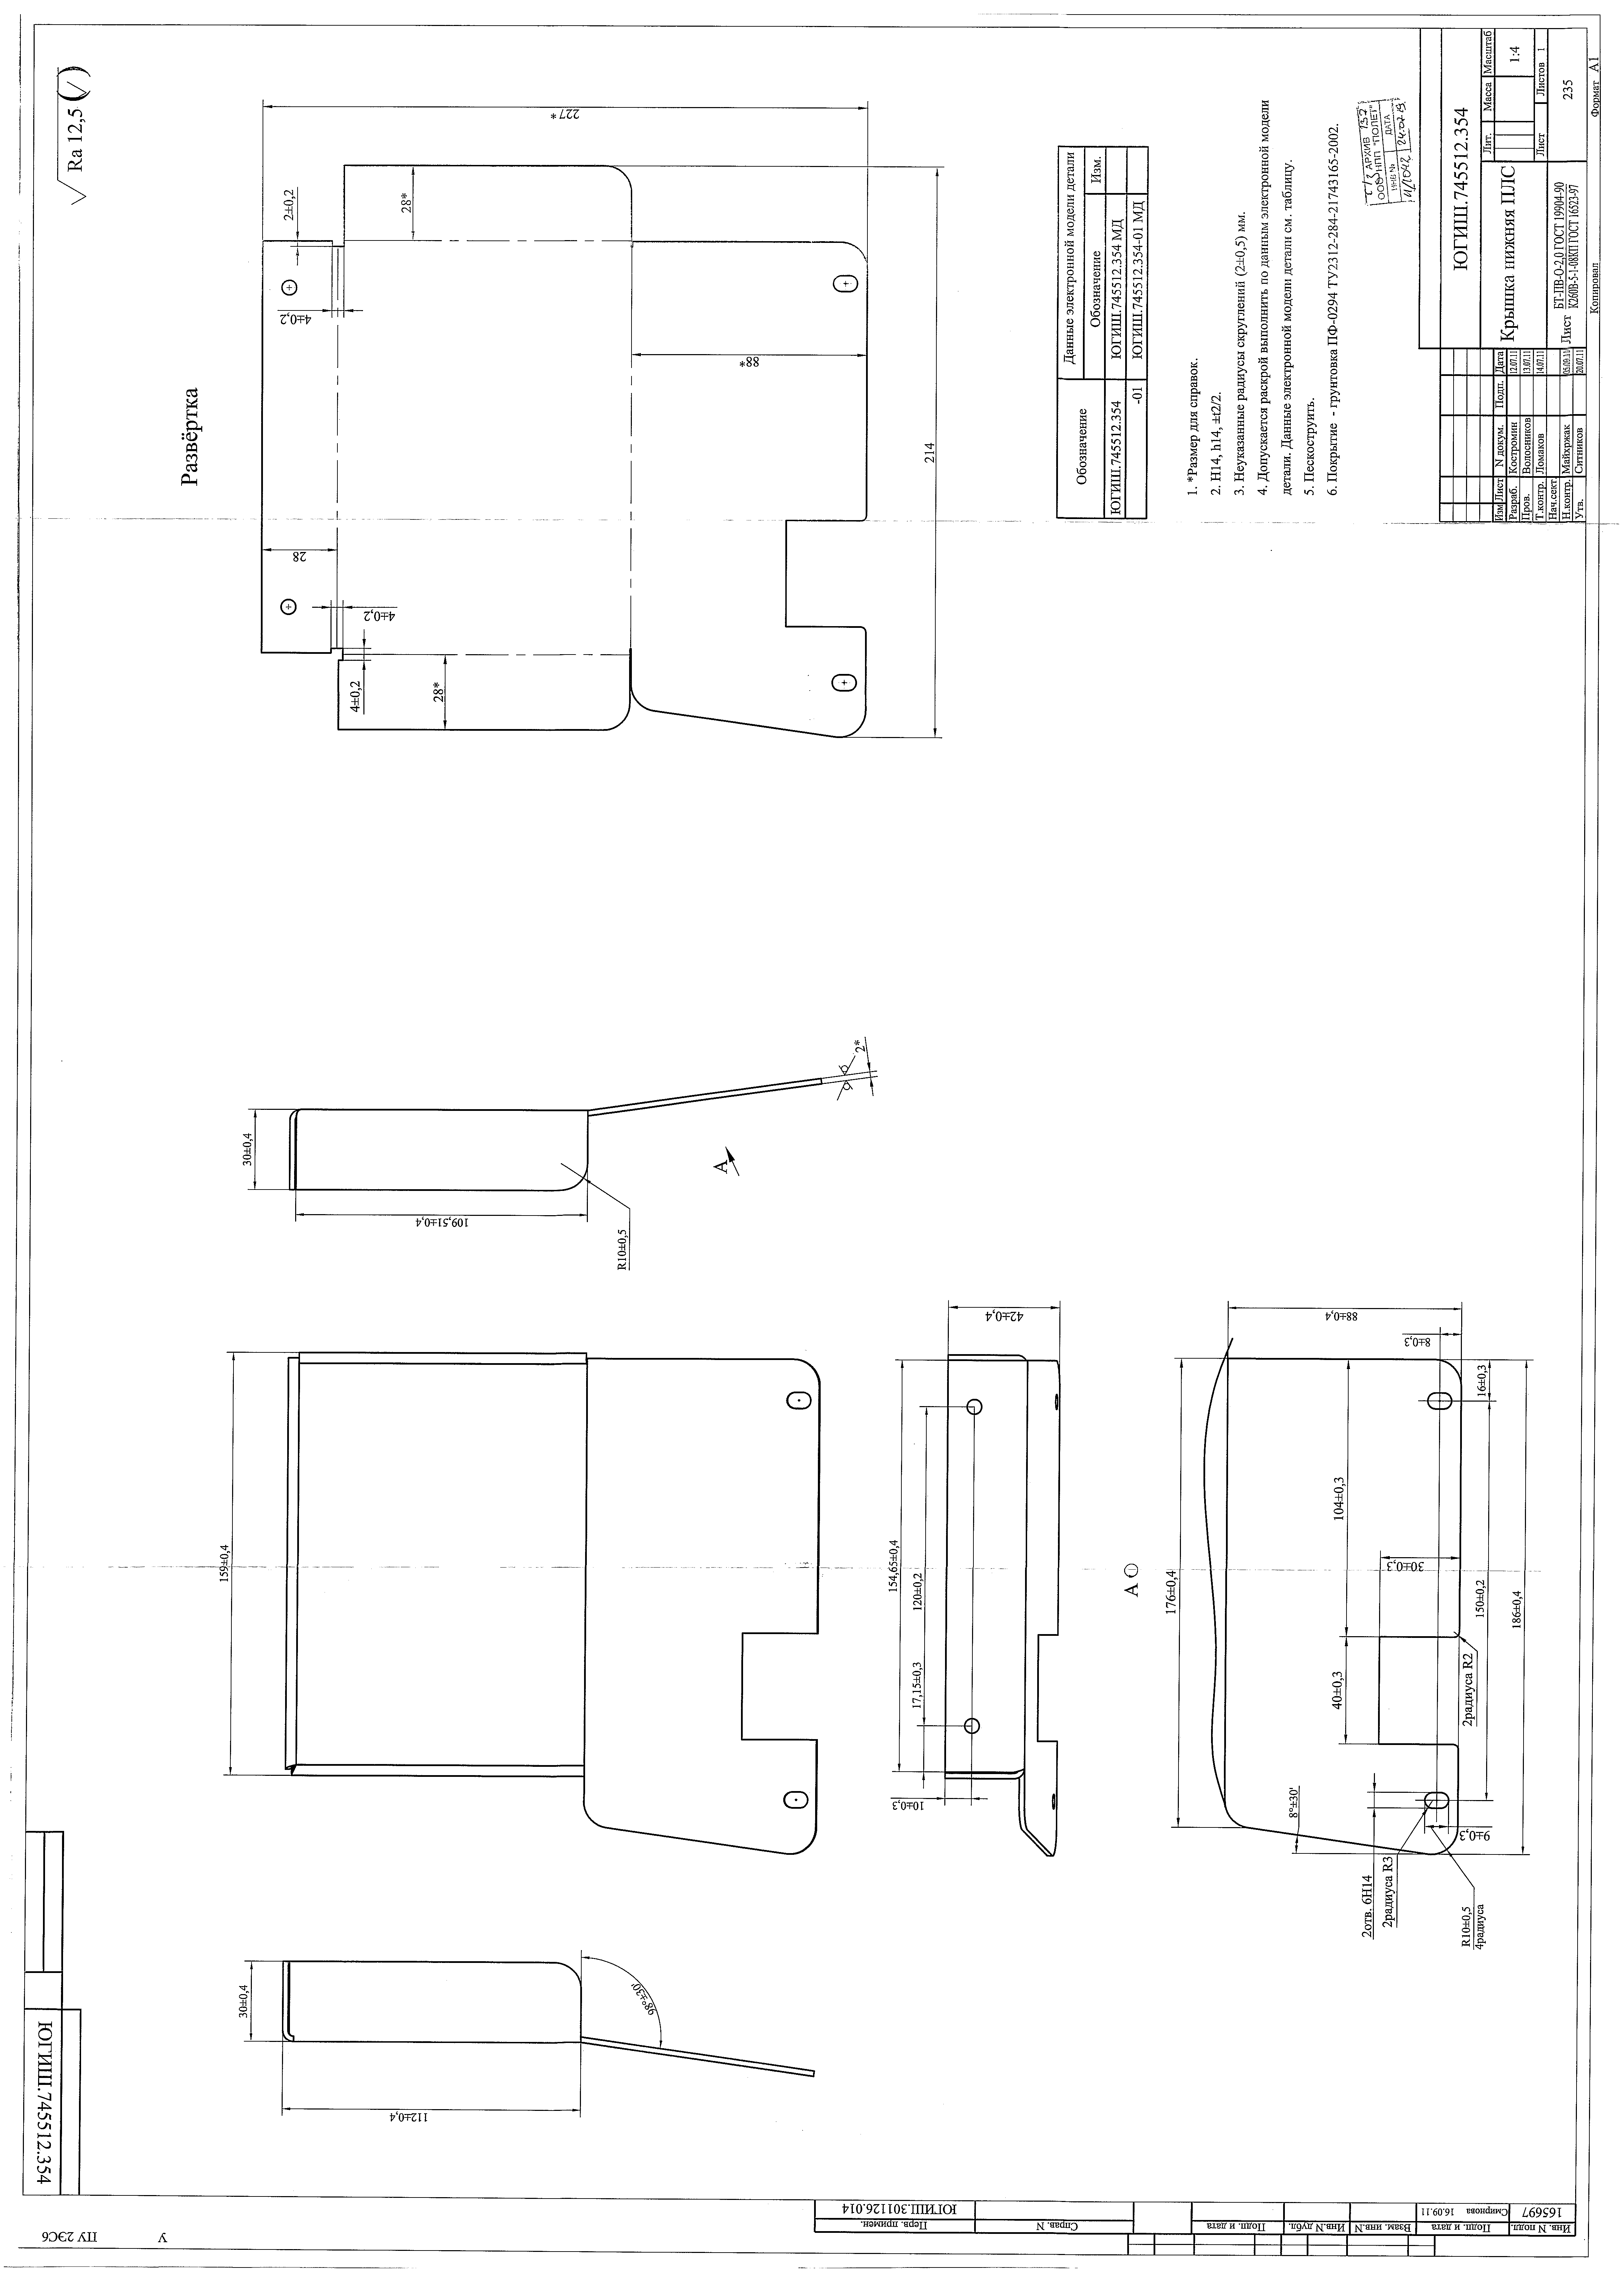 ЮГИШ.745512.354
√ Ra 12,5 (√)
Развёртка
2±0,2
28*
227*
4±0,2
28
4±0,2
4±0,2
28*
88*
214
30±0,4
109,51±0,4
R10±0,5
А
2*
159±0,4
30±0,4
112±0,4
98°±30'
42±0,4
154,65±0,4
120±0,2
17,15±0,3
10±0,3
А
176±0,4
88±0,4
8±0,3
16±0,3
104±0,3
30±0,3
40±0,3
150±0,2
186±0,4
2радиуса R2
8°±30'
9±0,3
2отв. 6Н14
2радиуса R3
R10±0,5
4радиуса
Обозначение
Данные электронной модели детали
Обозначение
Изм.
ЮГИШ.745512.354
ЮГИШ.745512.354 МД
-01
ЮГИШ.745512.354-01 МД
1. *Размер для справок.
2. Н14, h14, ±t2/2.
3. Неуказанные радиусы скруглений (2±0,5) мм.
4. Допускается раскрой выполнить по данным электронной модели
детали. Данные электронной модели детали см. таблицу.
5. Пескоструить.
6. Покрытие - грунтовка ПФ-0294 ТУ2312-284-21743165-2002.
АРХИВ
ООО НПП "ПОЛЕТ"
ИНВ №
ДАТА
ЮГИШ.745512.354
Изм Лист N докум. Подп. Дата
Разраб. Костромин 12.07.11
Пров. Волосников 13.07.11
Т.контр. Ломаков 14.07.11
Нач.сект.
Н.контр. Майхржак 05.09.11
Утв. Ситников 20.07.11
Крышка нижняя ПЛС
Лит. Масса Масштаб
1:4
Лист Листов 1
Лист БТ-ПВ-О-2,0 ГОСТ 19904-90
К260В-5-1-08КП ГОСТ 16523-97
235
Копировал
Формат А1
Перв. примен.
ЮГИШ.301126.014
Справ. N
Подп. и дата
Инв.N дубл.
Взам. инв.N
Подп. и дата
Смирнова 16.09.11
Инв. N подл.
165697
У
ПУ 2ЭС6